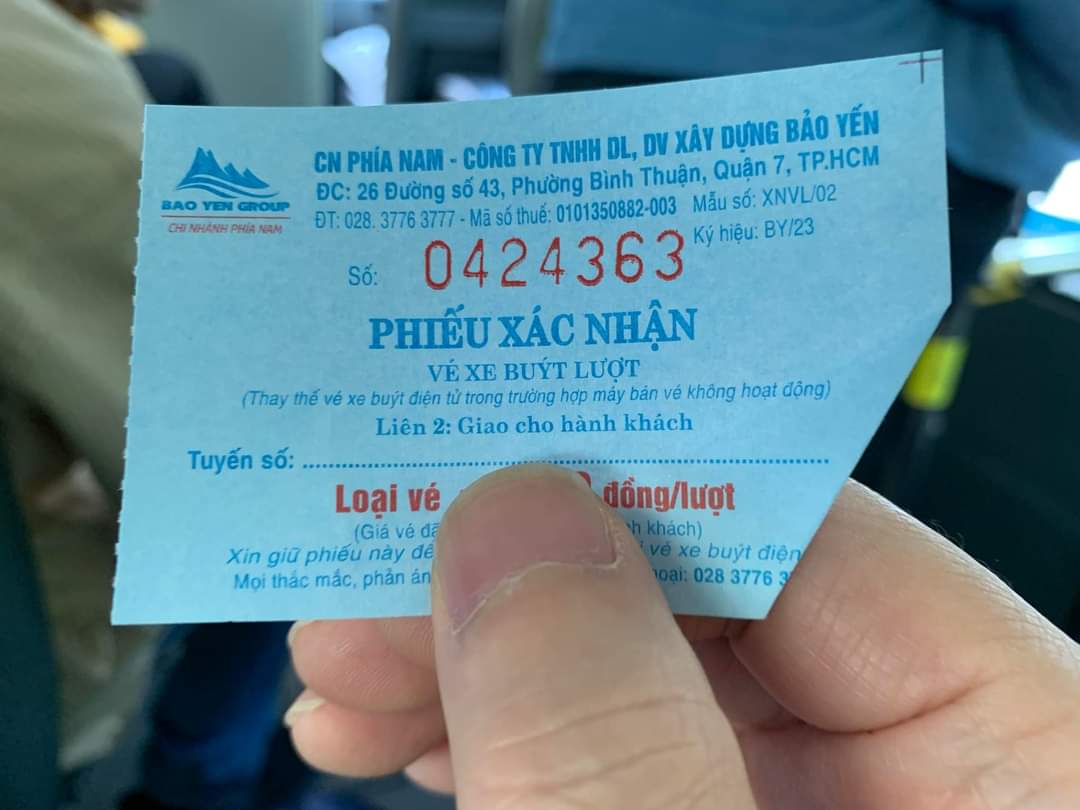 CN PHÍA NAM - CÔNG TY TNHH DL, DV XÂY DỰNG BẢO YẾN
ĐC: 26 Đường số 43, Phường Bình Thuận, Quận 7, TP.HCM
ĐT: 028. 3776 3777 - Mã số thuế: 0101350882-003 Mẫu số: XNVL/02
BAO YEN GROUP
CHI NHÁNH PHÍA NAM
Ký hiệu: BY/23
Số: 0424363
PHIẾU XÁC NHẬN
VÉ XE BUÝT LƯỢT
(Thay thế vé xe buýt điện tử trong trường hợp máy bán vé không hoạt động)
Liên 2: Giao cho hành khách
Tuyến số:
Loại vé đồng/lượt
(Giá vé khách)
Xin giữ phiếu này vé xe buýt điện
Mọi thắc mắc, phản 028 3776